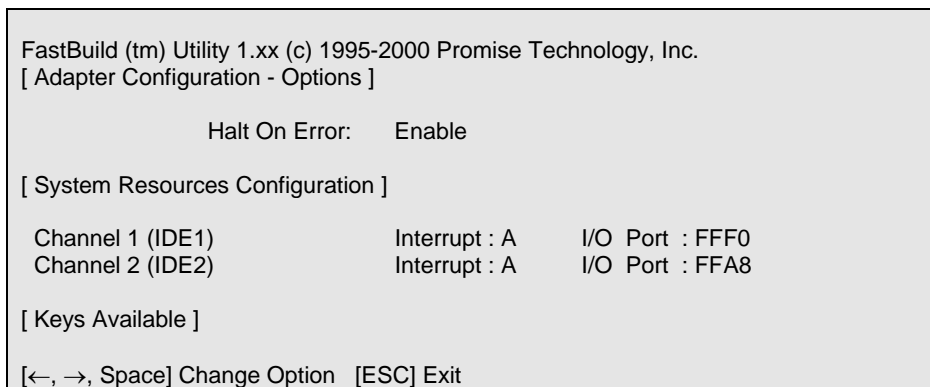 FastBuild (tm) Utility 1.xx (c) 1995-2000 Promise Technology, Inc.
[ Adapter Configuration - Options ]
Halt On Error: Enable
[ System Resources Configuration ]
Channel 1 (IDE1) Interrupt : A I/O Port : FFF0
Channel 2 (IDE2) Interrupt : A I/O Port : FFA8
[ Keys Available ]
[←, →, Space] Change Option [ESC] Exit